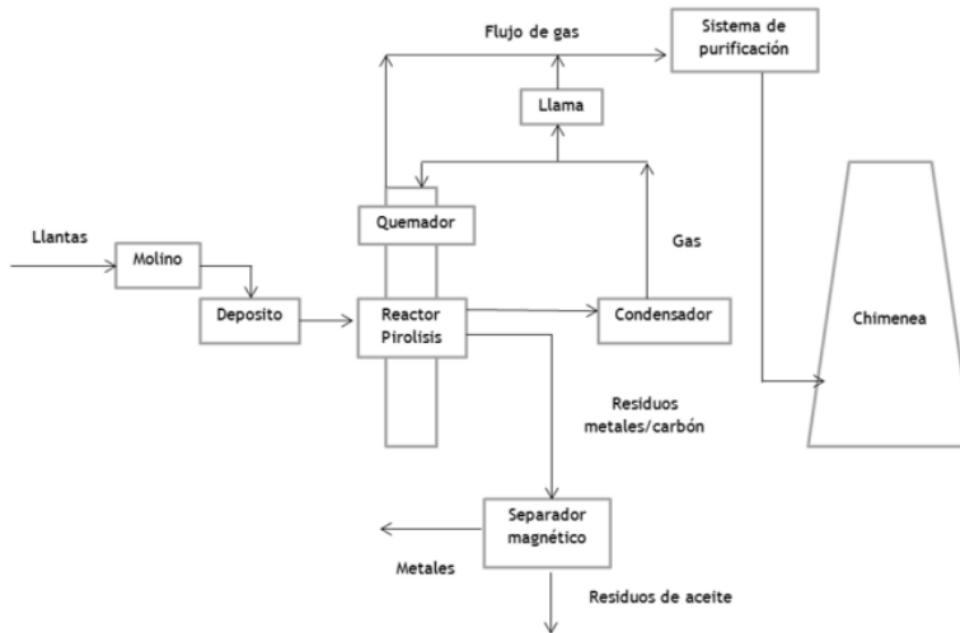 Flujo de gas
Sistema de
purificación
Llama
Quemador
Llantas
Molino
Gas
Deposito
Reactor
Pirolisis
Condensador
Chimenea
Residuos
metales/carbón
Separador
magnético
Metales
Residuos de aceite